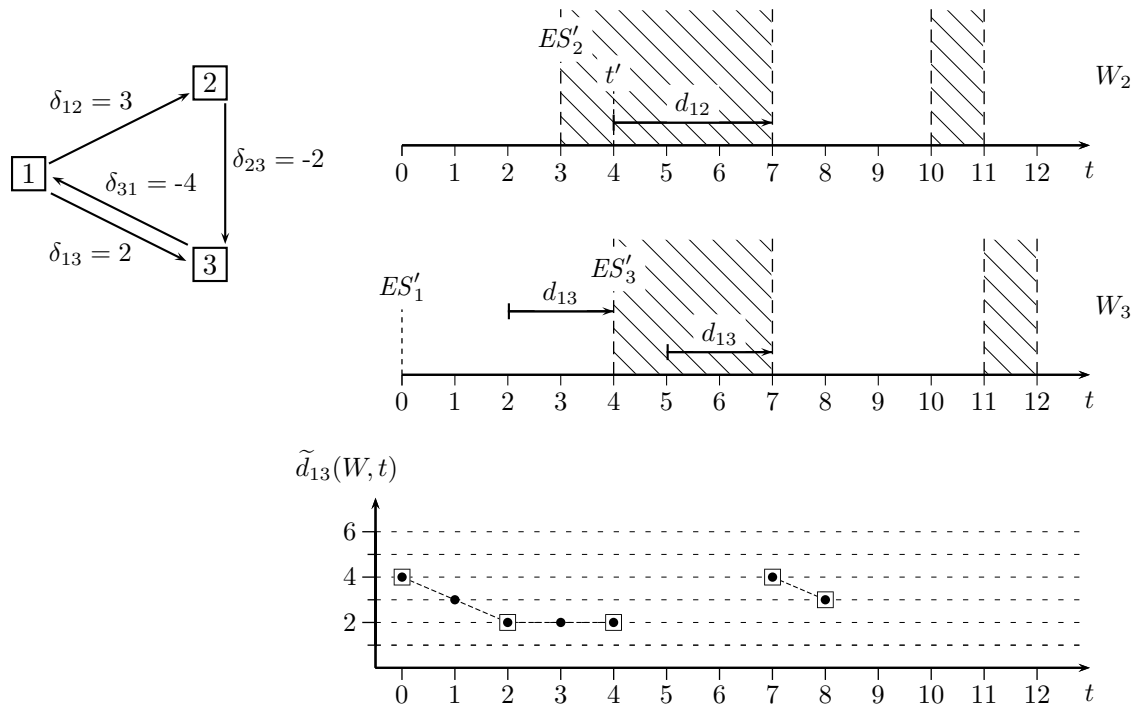 2
δ₁₂ = 3
1
δ₂₃ = -2
δ₃₁ = -4
δ₁₃ = 2
3
ES′₂
t′
d₁₂
W₂
0 1 2 3 4 5 6 7 8 9 10 11 12 t
ES′₁
d₁₃
ES′₃
d₁₃
W₃
0 1 2 3 4 5 6 7 8 9 10 11 12 t
d̃₁₃(W, t)
6
4
2
0 1 2 3 4 5 6 7 8 9 10 11 12 t